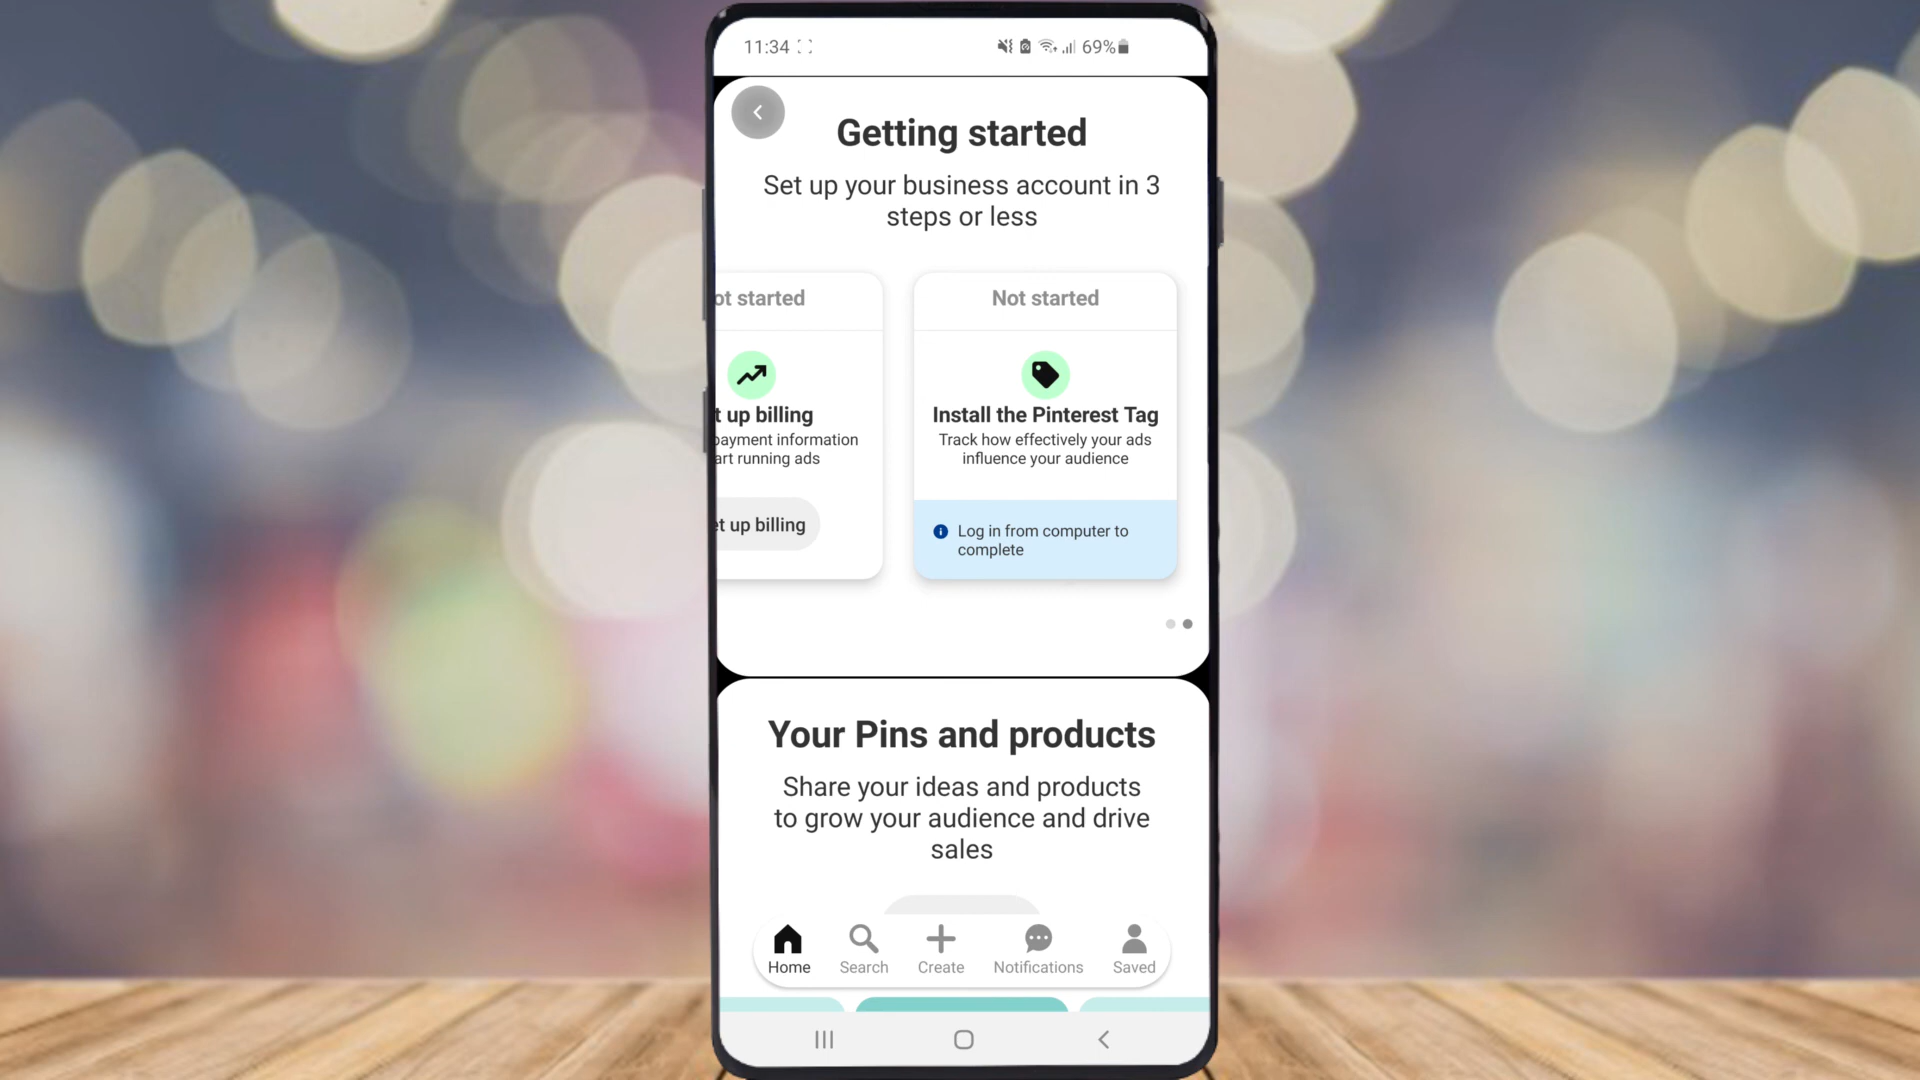 11:34
69%
Getting started
Set up your business account in 3
steps or less
ot started
Not started
t up billing
payment information
art running ads
et up billing
Install the Pinterest Tag
Track how effectively your ads
influence your audience
Log in from computer to
complete
Your Pins and products
Share your ideas and products
to grow your audience and drive
sales
Home
Search
Create
Notifications
Saved